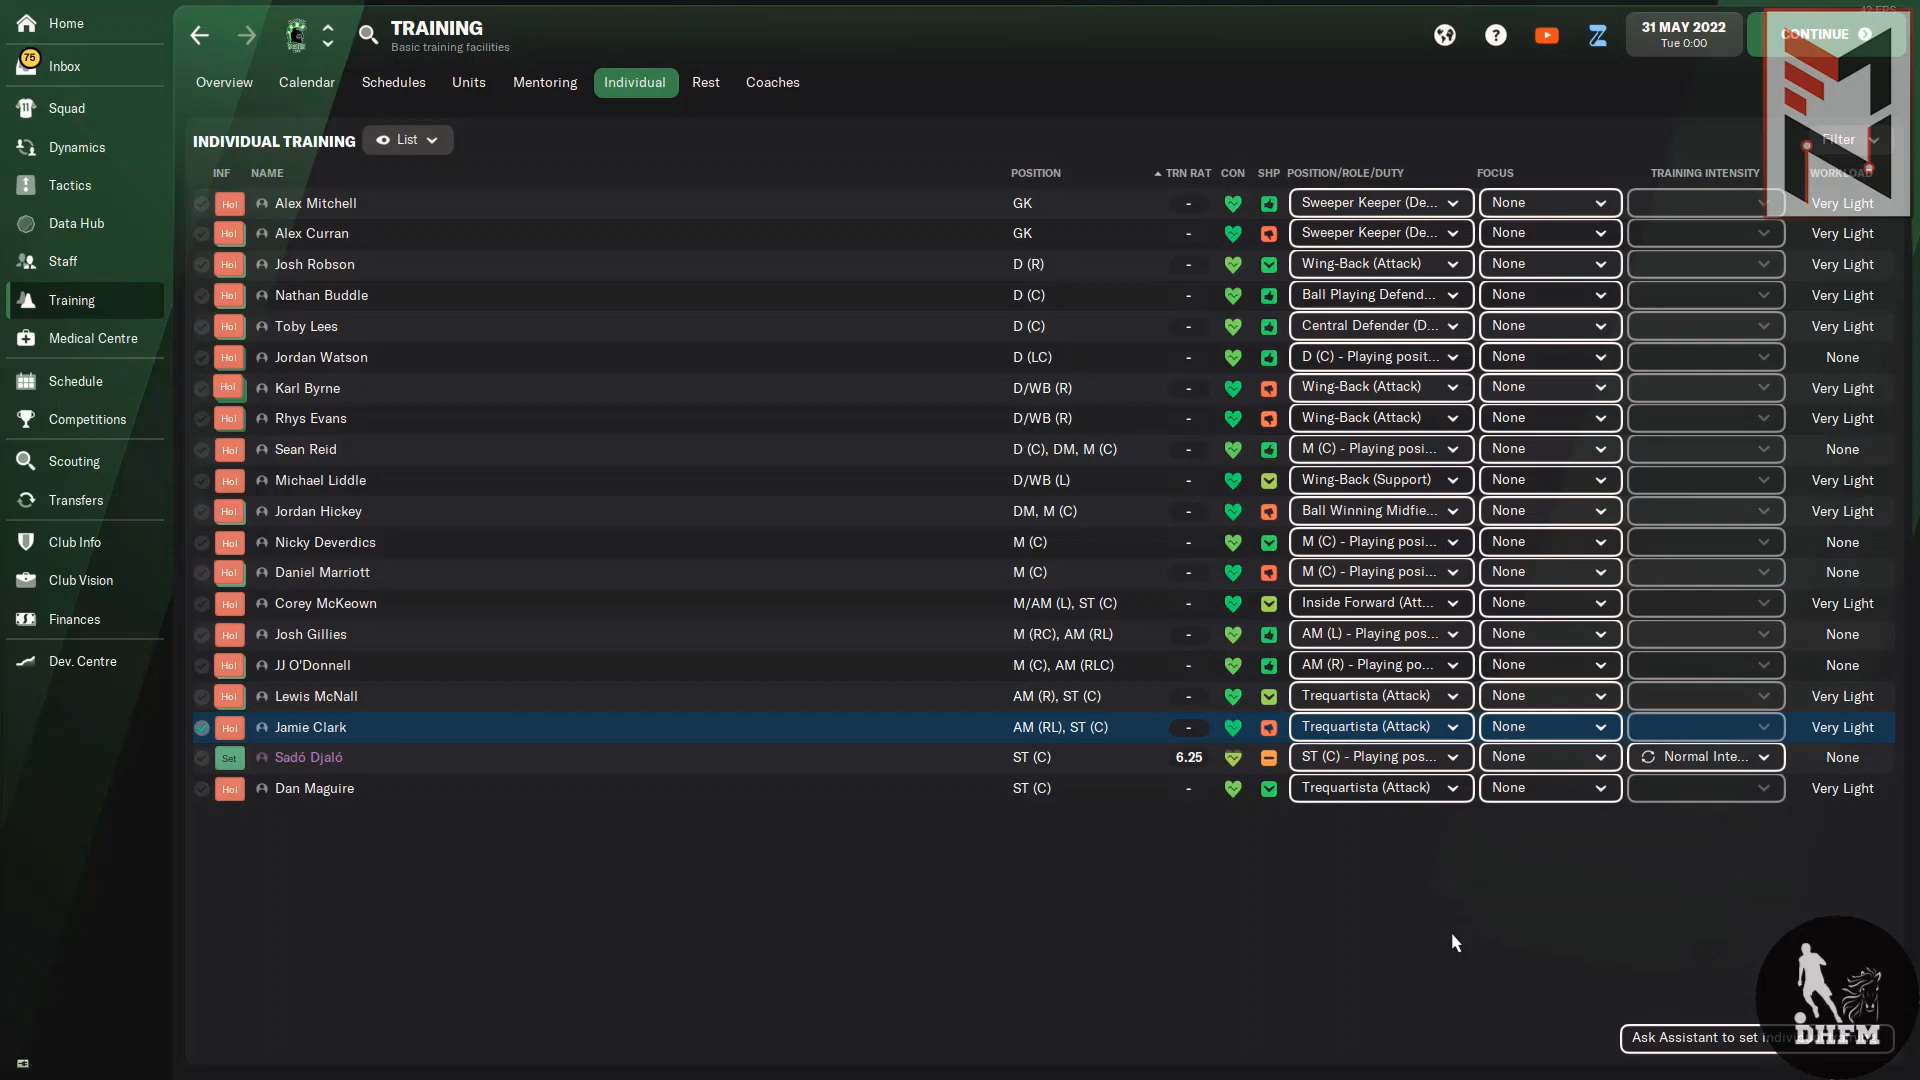 Home
75
Inbox
Squad
Dynamics
Tactics
Data Hub
Staff
Training
Medical Centre
Schedule
Competitions
Scouting
Transfers
Club Info
Club Vision
Finances
Dev. Centre
TRAINING
Basic training facilities
31 MAY 2022
Tue 0:00
CONTINUE
42 FPS
Overview Calendar Schedules Units Mentoring Individual Rest Coaches
INDIVIDUAL TRAINING List
Filter
INF NAME POSITION TRN RAT CON SHP POSITION/ROLE/DUTY FOCUS TRAINING INTENSITY WORKLOAD
Hol Alex Mitchell GK - Sweeper Keeper (De... None Very Light
Hol Alex Curran GK - Sweeper Keeper (De... None Very Light
Hol Josh Robson D (R) - Wing-Back (Attack) None Very Light
Hol Nathan Buddle D (C) - Ball Playing Defend... None Very Light
Hol Toby Lees D (C) - Central Defender (D... None Very Light
Hol Jordan Watson D (LC) - D (C) - Playing posit... None None
Hol Karl Byrne D/WB (R) - Wing-Back (Attack) None Very Light
Hol Rhys Evans D/WB (R) - Wing-Back (Attack) None Very Light
Hol Sean Reid D (C), DM, M (C) - M (C) - Playing posi... None None
Hol Michael Liddle D/WB (L) - Wing-Back (Support) None Very Light
Hol Jordan Hickey DM, M (C) - Ball Winning Midfie... None Very Light
Hol Nicky Deverdics M (C) - M (C) - Playing posi... None None
Hol Daniel Marriott M (C) - M (C) - Playing posi... None None
Hol Corey McKeown M/AM (L), ST (C) - Inside Forward (Att... None Very Light
Hol Josh Gillies M (RC), AM (RL) - AM (L) - Playing pos... None None
Hol JJ O'Donnell M (C), AM (RLC) - AM (R) - Playing po... None None
Hol Lewis McNall AM (R), ST (C) - Trequartista (Attack) None Very Light
Hol Jamie Clark AM (RL), ST (C) - Trequartista (Attack) None Very Light
Set Sadó Djaló ST (C) 6.25 ST (C) - Playing pos... None Normal Inte... None
Hol Dan Maguire ST (C) - Trequartista (Attack) None Very Light
Ask Assistant to set
DHFM